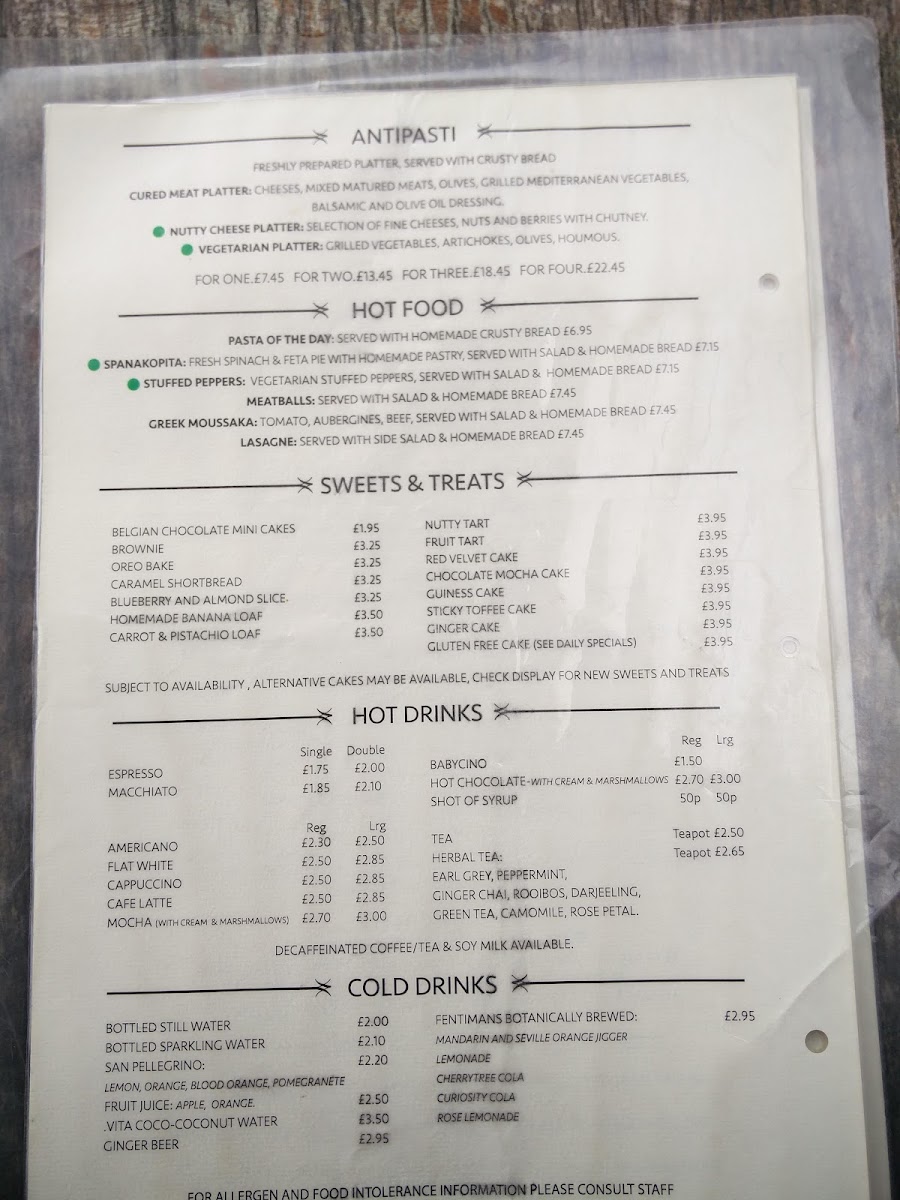 ANTIPASTI
FRESHLY PREPARED PLATTER, SERVED WITH CRUSTY BREAD
CURED MEAT PLATTER: CHEESES, MIXED MATURED MEATS, OLIVES, GRILLED MEDITERRANEAN VEGETABLES,
BALSAMIC AND OLIVE OIL DRESSING.
NUTTY CHEESE PLATTER: SELECTION OF FINE CHEESES, NUTS AND BERRIES WITH CHUTNEY.
VEGETARIAN PLATTER: GRILLED VEGETABLES, ARTICHOKES, OLIVES, HOUMOUS.
FOR ONE.£7.45 FOR TWO.£13.45 FOR THREE.£18.45 FOR FOUR.£22.45
HOT FOOD
PASTA OF THE DAY: SERVED WITH HOMEMADE CRUSTY BREAD £6.95
SPANAKOPITA: FRESH SPINACH & FETA PIE WITH HOMEMADE PASTRY, SERVED WITH SALAD & HOMEMADE BREAD £7.15
STUFFED PEPPERS: VEGETARIAN STUFFED PEPPERS, SERVED WITH SALAD & HOMEMADE BREAD £7.15
MEATBALLS: SERVED WITH SALAD & HOMEMADE BREAD £7.45
GREEK MOUSSAKA: TOMATO, AUBERGINES, BEEF, SERVED WITH SALAD & HOMEMADE BREAD £7.45
LASAGNE: SERVED WITH SIDE SALAD & HOMEMADE BREAD £7.45
SWEETS & TREATS
BELGIAN CHOCOLATE MINI CAKES £1.95
BROWNIE £3.25
OREO BAKE £3.25
CARAMEL SHORTBREAD £3.25
BLUEBERRY AND ALMOND SLICE. £3.25
HOMEMADE BANANA LOAF £3.50
CARROT & PISTACHIO LOAF £3.50
NUTTY TART £3.95
FRUIT TART £3.95
RED VELVET CAKE £3.95
CHOCOLATE MOCHA CAKE £3.95
GUINESS CAKE £3.95
STICKY TOFFEE CAKE £3.95
GINGER CAKE £3.95
GLUTEN FREE CAKE (SEE DAILY SPECIALS) £3.95
SUBJECT TO AVAILABILITY , ALTERNATIVE CAKES MAY BE AVAILABLE, CHECK DISPLAY FOR NEW SWEETS AND TREATS
HOT DRINKS
Single Double
ESPRESSO £1.75 £2.00
MACCHIATO £1.85 £2.10
Reg Lrg
AMERICANO £2.30 £2.50
FLAT WHITE £2.50 £2.85
CAPPUCCINO £2.50 £2.85
CAFE LATTE £2.50 £2.85
MOCHA (WITH CREAM & MARSHMALLOWS) £2.70 £3.00
Reg Lrg
BABYCINO £1.50
HOT CHOCOLATE-WITH CREAM & MARSHMALLOWS £2.70 £3.00
SHOT OF SYRUP 50p 50p
TEA Teapot £2.50
HERBAL TEA: Teapot £2.65
EARL GREY, PEPPERMINT,
GINGER CHAI, ROOIBOS, DARJEELING,
GREEN TEA, CAMOMILE, ROSE PETAL.
DECAFFEINATED COFFEE/TEA & SOY MILK AVAILABLE.
COLD DRINKS
BOTTLED STILL WATER £2.00
BOTTLED SPARKLING WATER £2.10
SAN PELLEGRINO: £2.20
LEMON, ORANGE, BLOOD ORANGE, POMEGRANETE
FRUIT JUICE: APPLE, ORANGE. £2.50
.VITA COCO-COCONUT WATER £3.50
GINGER BEER £2.95
FENTIMANS BOTANICALLY BREWED: £2.95
MANDARIN AND SEVILLE ORANGE JIGGER
LEMONADE
CHERRYTREE COLA
CURIOSITY COLA
ROSE LEMONADE
FOR ALLERGEN AND FOOD INTOLERANCE INFORMATION PLEASE CONSULT STAFF